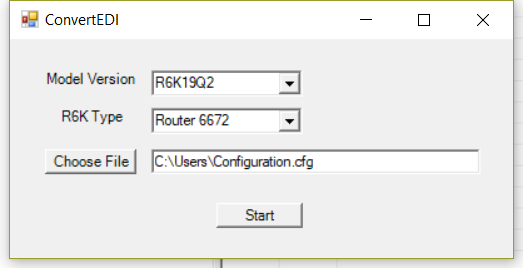 ConvertEDI
Model Version R6K19Q2
R6K Type Router 6672
Choose File C:\Users\Configuration.cfg
Start